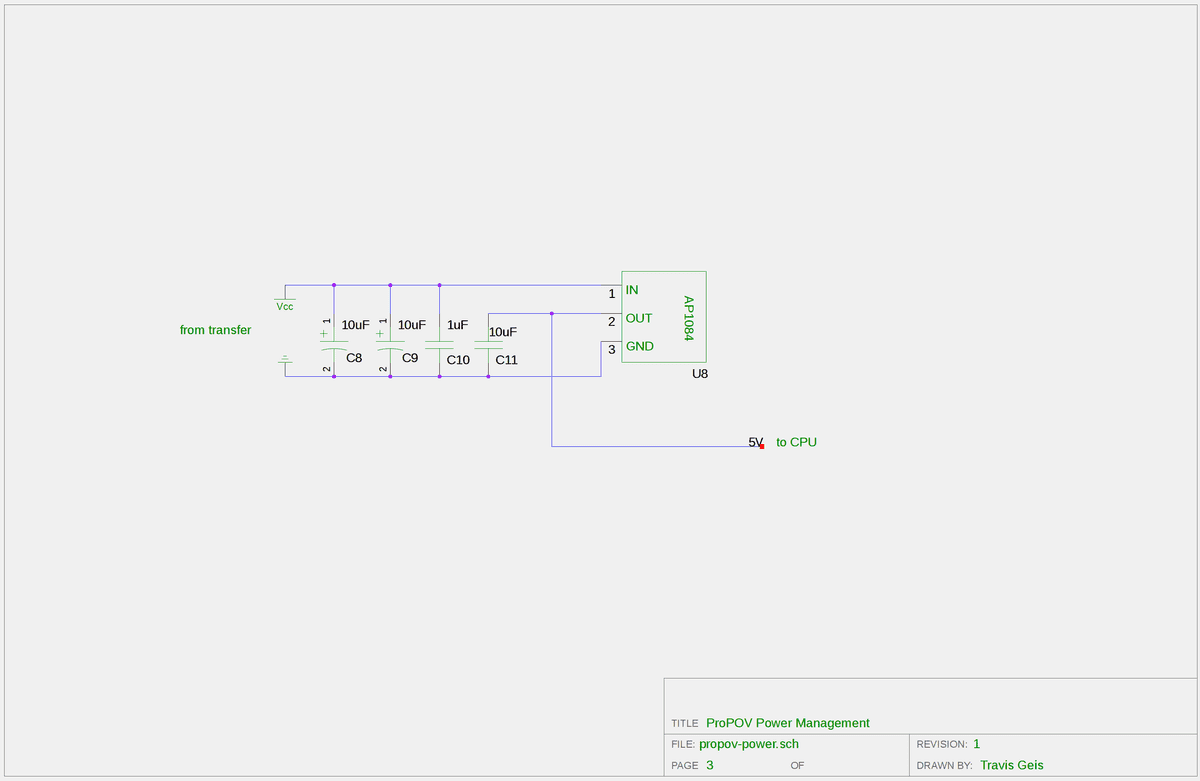 Vcc
from transfer
1
+
10uF
C8
2
1
+
10uF
C9
2
1uF
C10
10uF
C11
1
IN
2
OUT
3
GND
AP1084
U8
5V
to CPU
TITLE ProPOV Power Management
FILE: propov-power.sch
REVISION: 1
PAGE 3 OF
DRAWN BY: Travis Geis